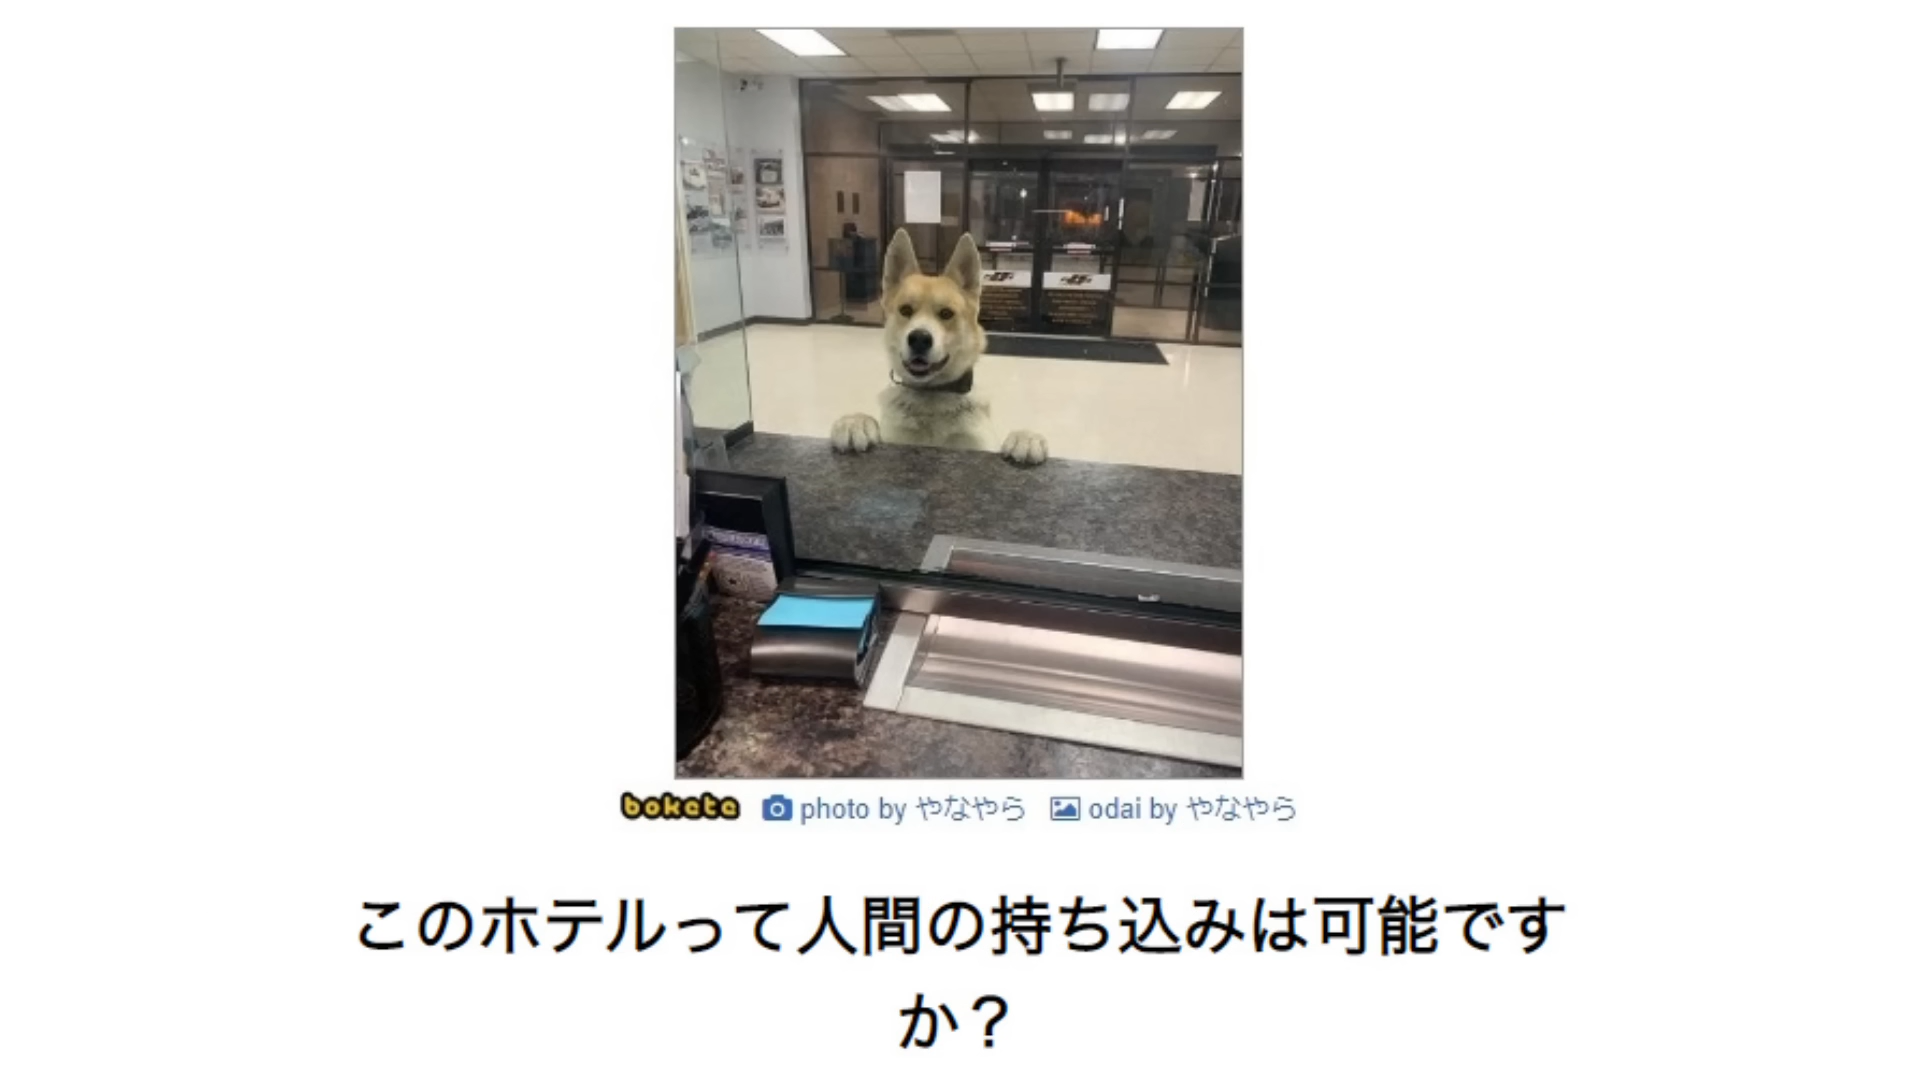 bokete photo by やなやら odai by やなやら
このホテルって人間の持ち込みは可能です
か？